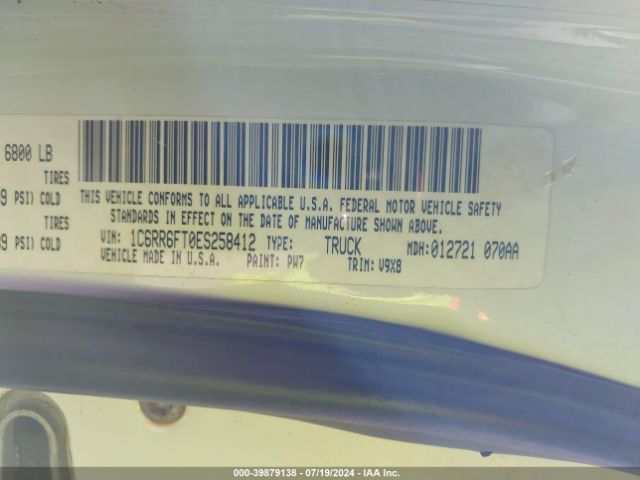 6800 LB
TIRES
PSI) COLD
THIS VEHICLE CONFORMS TO ALL APPLICABLE U.S.A. FEDERAL MOTOR VEHICLE SAFETY
TIRES
STANDARDS IN EFFECT ON THE DATE OF MANUFACTURE SHOWN ABOVE.
PSI) COLD
VIN: 1C6RR6FT0ES258412 TYPE: TRUCK MDH: 012721 070AA
VEHICLE MADE IN U.S.A. PAINT: PW7 TRIM: V9X8
000-39879138 - 07/19/2024 - IAA Inc.